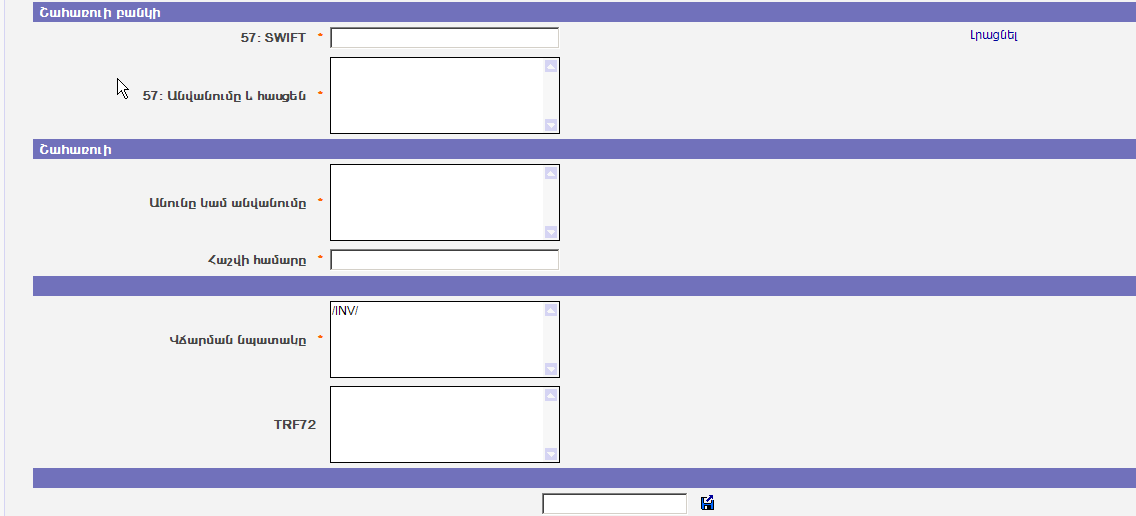 Շահառուի բանկի
57: SWIFT *
Լրացնել
57: Անվանումը և հասցեն *
Շահառուի
Անունը կամ անվանումը *
Հաշվի համարը *
/INV/
Վճարման նպատակը *
TRF72